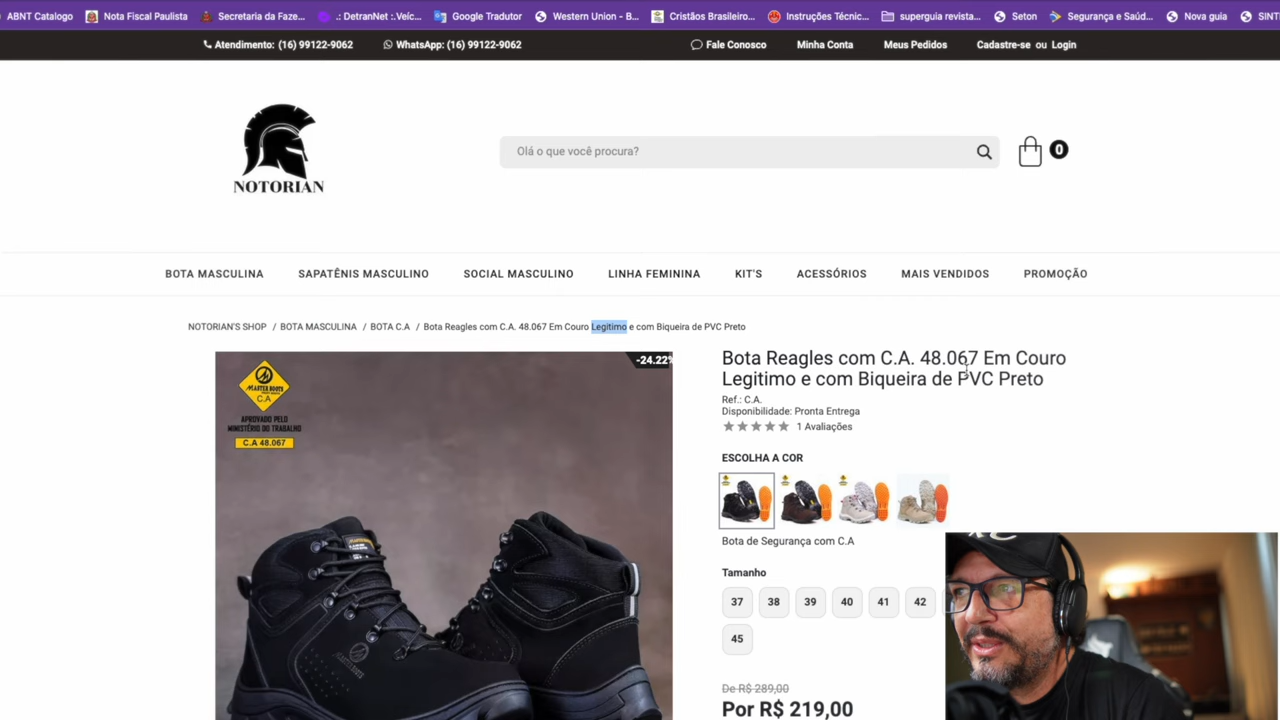 ABNT Catalogo Nota Fiscal Paulista Secretaria da Faze... .: DetranNet :.Veíc... Google Tradutor Western Union - B... Cristãos Brasileiro... Instruções Técnic... superguia revista... Seton Segurança e Saúd... Nova guia SINT
Atendimento: (16) 99122-9062 WhatsApp: (16) 99122-9062 Fale Conosco Minha Conta Meus Pedidos Cadastre-se ou Login
Olá o que você procura? 0
NOTORIAN
BOTA MASCULINA SAPATÊNIS MASCULINO SOCIAL MASCULINO LINHA FEMININA KIT'S ACESSÓRIOS MAIS VENDIDOS PROMOÇÃO
NOTORIAN'S SHOP / BOTA MASCULINA / BOTA C.A / Bota Reagles com C.A. 48.067 Em Couro Legitimo e com Biqueira de PVC Preto
-24.22%
MASTER BOOTS
C.A
APROVADO PELO
MINISTÉRIO DO TRABALHO
C.A 48.067
MASTER BOOTS
Bota Reagles com C.A. 48.067 Em Couro
Legitimo e com Biqueira de PVC Preto
Ref.: C.A.
Disponibilidade: Pronta Entrega
1 Avaliações
ESCOLHA A COR
Bota de Segurança com C.A
Tamanho
37 38 39 40 41 42
45
De R$ 289,00
Por R$ 219,00